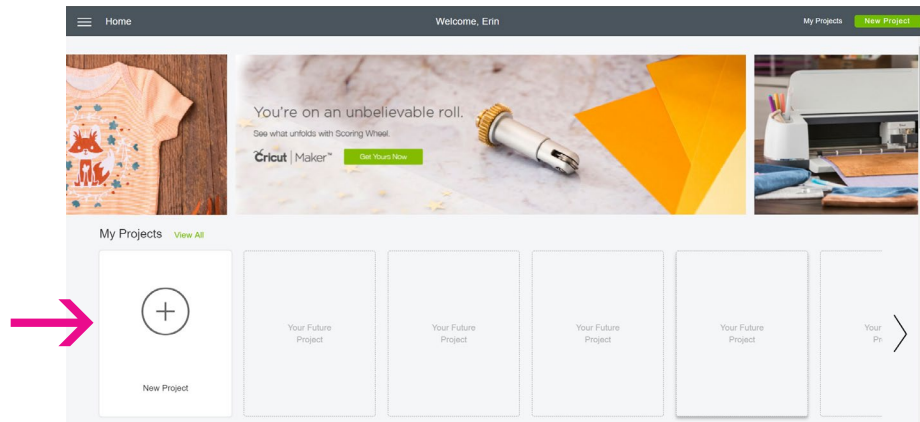 Home
Welcome, Erin
My Projects
New Project
You're on an unbelievable roll.
See what unfolds with Scoring Wheel.
Cricut | Maker™
Get Yours Now
My Projects View All
New Project
Your Future
Project
Your Future
Project
Your Future
Project
Your Future
Project
Your
Pr